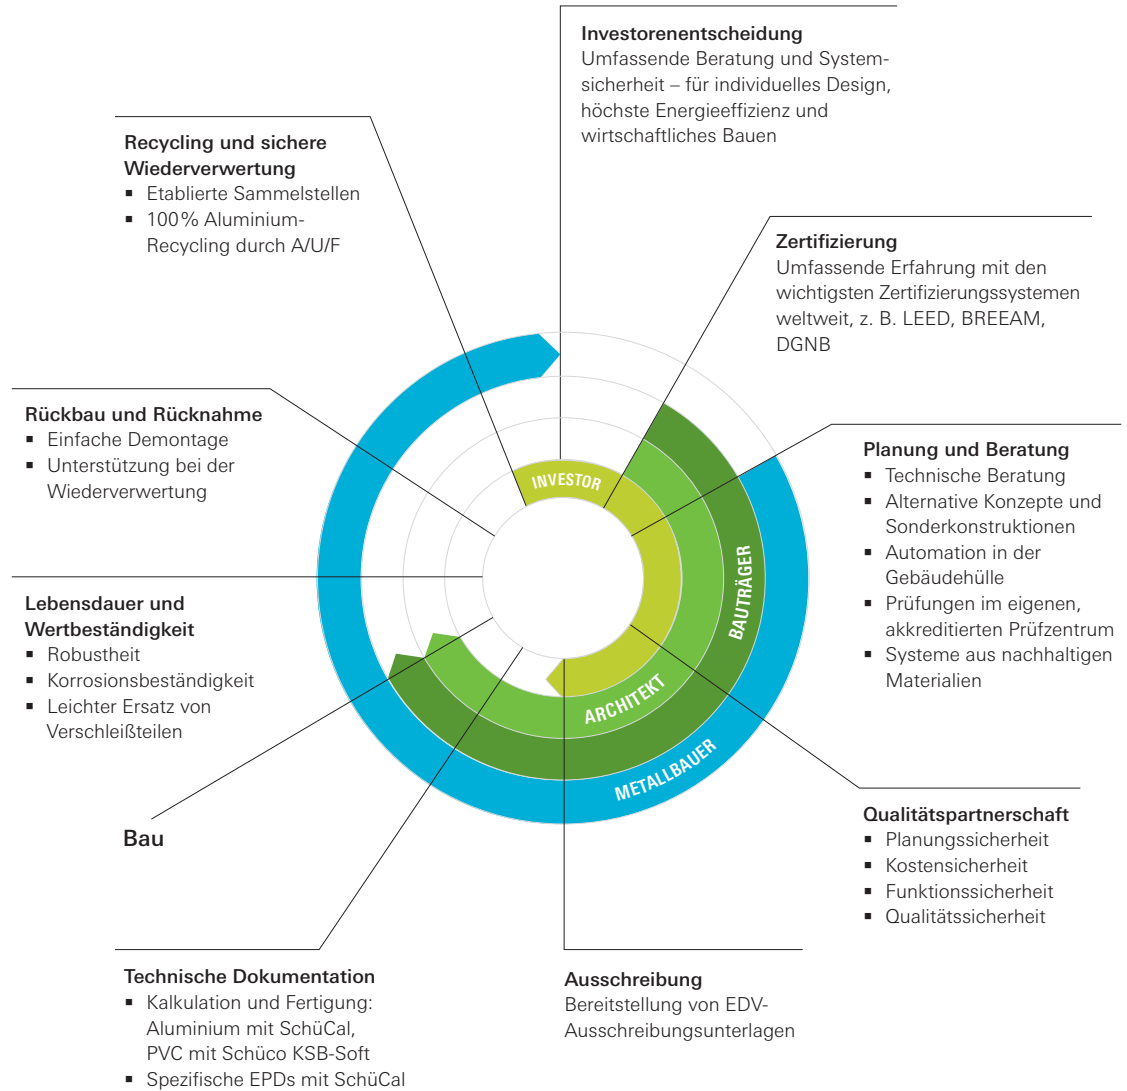 Investorenentscheidung
Umfassende Beratung und System-
sicherheit – für individuelles Design,
höchste Energieeffizienz und
wirtschaftliches Bauen
Recycling und sichere
Wiederverwertung
▪ Etablierte Sammelstellen
▪ 100% Aluminium-
Recycling durch A/U/F
Zertifizierung
Umfassende Erfahrung mit den
wichtigsten Zertifizierungssystemen
weltweit, z. B. LEED, BREEAM,
DGNB
Rückbau und Rücknahme
▪ Einfache Demontage
▪ Unterstützung bei der
Wiederverwertung
Planung und Beratung
▪ Technische Beratung
▪ Alternative Konzepte und
Sonderkonstruktionen
▪ Automation in der
Gebäudehülle
▪ Prüfungen im eigenen,
akkreditierten Prüfzentrum
▪ Systeme aus nachhaltigen
Materialien
INVESTOR
BAUTRÄGER
ARCHITEKT
METALLBAUER
Lebensdauer und
Wertbeständigkeit
▪ Robustheit
▪ Korrosionsbeständigkeit
▪ Leichter Ersatz von
Verschleißteilen
Bau
Qualitätspartnerschaft
▪ Planungssicherheit
▪ Kostensicherheit
▪ Funktionssicherheit
▪ Qualitätssicherheit
Technische Dokumentation
▪ Kalkulation und Fertigung:
Aluminium mit SchüCal,
PVC mit Schüco KSB-Soft
▪ Spezifische EPDs mit SchüCal
Ausschreibung
Bereitstellung von EDV-
Ausschreibungsunterlagen